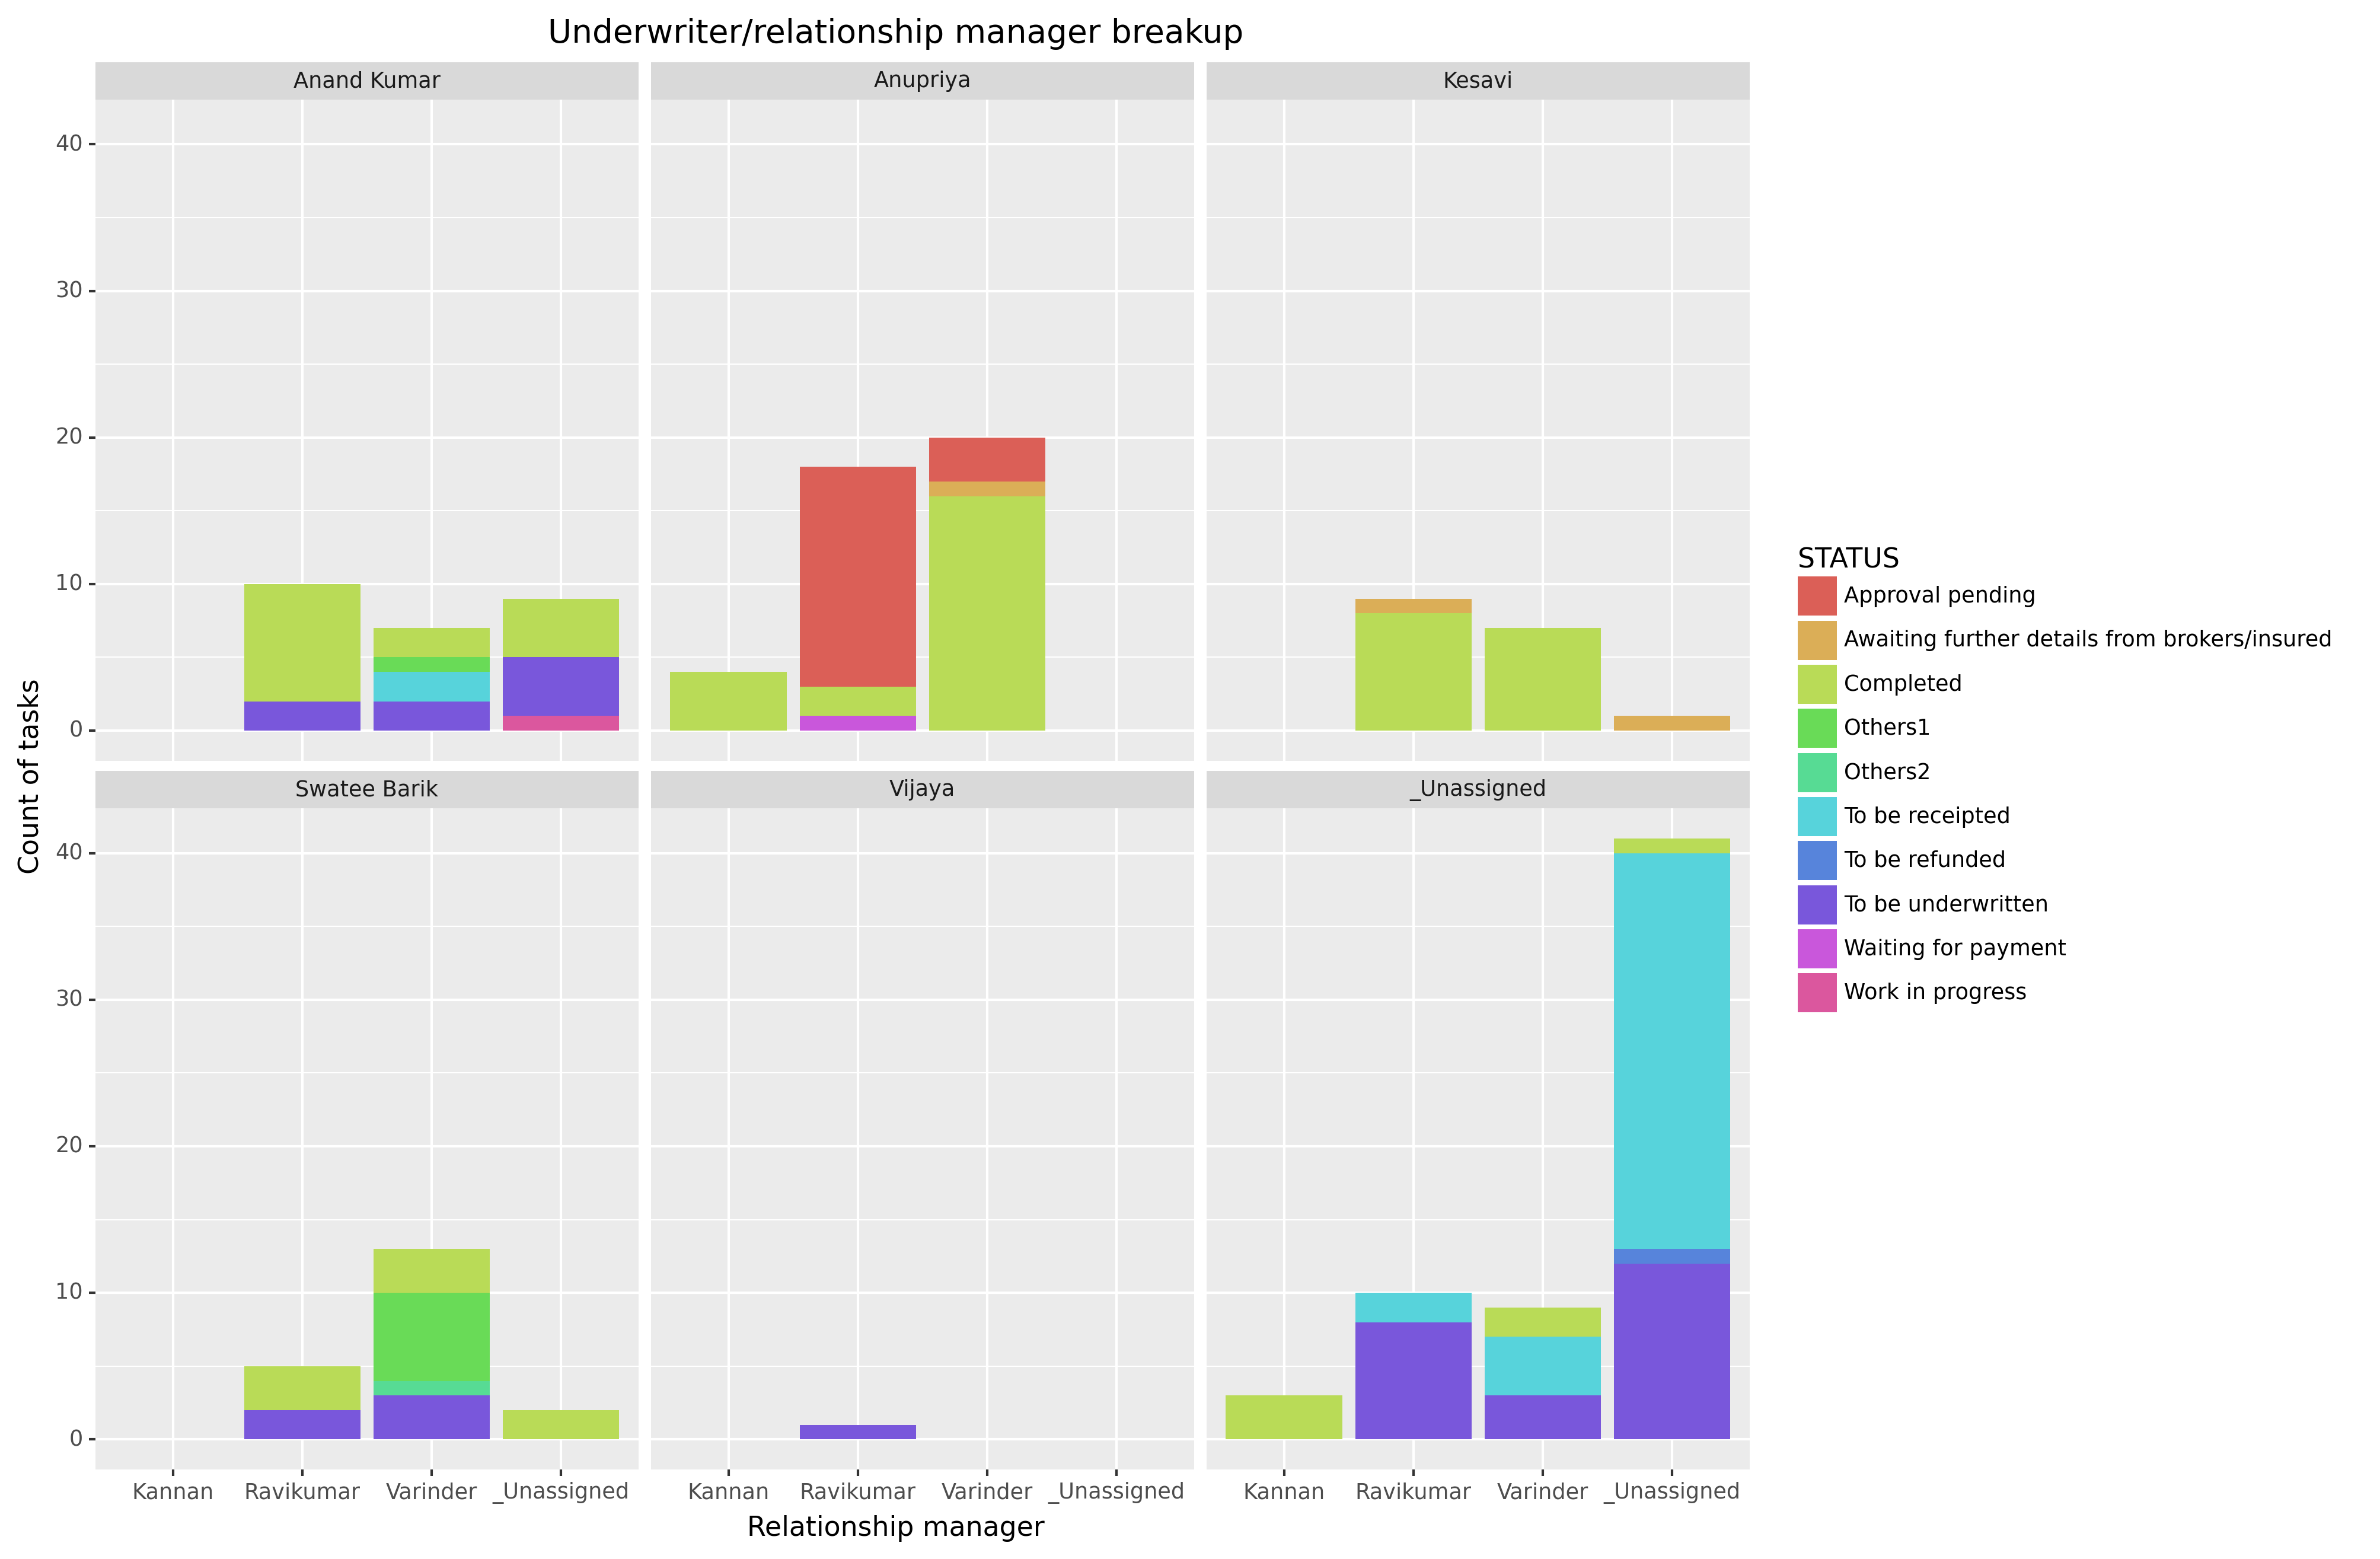 Underwriter/relationship manager breakup
Anand Kumar
Anupriya
Kesavi
40
30
20
10
0
Swatee Barik
Vijaya
_Unassigned
40
30
20
10
0
Count of tasks
Kannan Ravikumar Varinder _Unassigned
Kannan Ravikumar Varinder _Unassigned
Kannan Ravikumar Varinder _Unassigned
Relationship manager
STATUS
Approval pending
Awaiting further details from brokers/insured
Completed
Others1
Others2
To be receipted
To be refunded
To be underwritten
Waiting for payment
Work in progress